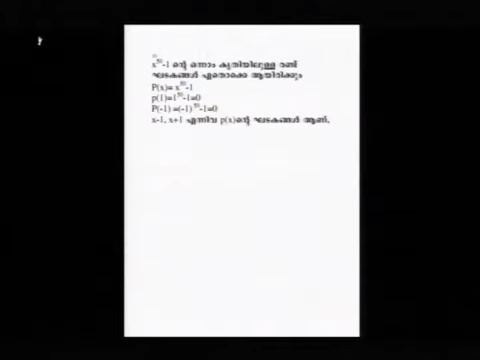 x⁵⁰-1 ന്റെ ഒന്നാം കൃതിയിലുള്ള രണ്ട്
ഘടകങ്ങൾ ഏതൊക്കെ ആയിരിക്കും
P(x)= x⁵⁰-1
p(1)=1⁵⁰-1=0
P(-1) =(-1)⁵⁰-1=0
x-1, x+1 എന്നിവ p(x)ന്റെ ഘടകങ്ങൾ ആണ്.